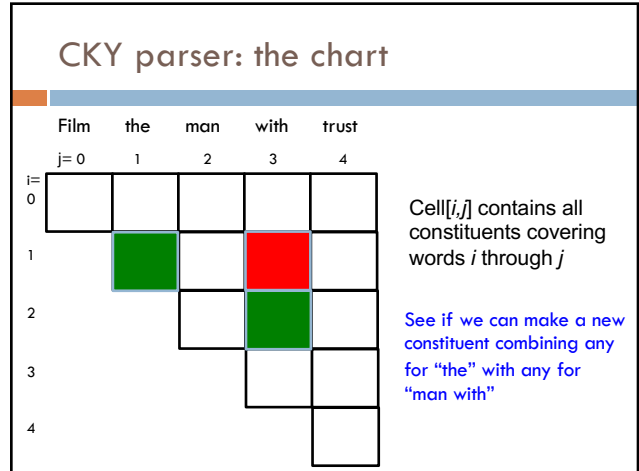 CKY parser: the chart
Film the man with trust
j= 0 1 2 3 4
i=
0
1
2
3
4
Cell[i,j] contains all
constituents covering
words i through j
See if we can make a new
constituent combining any
for “the” with any for
“man with”